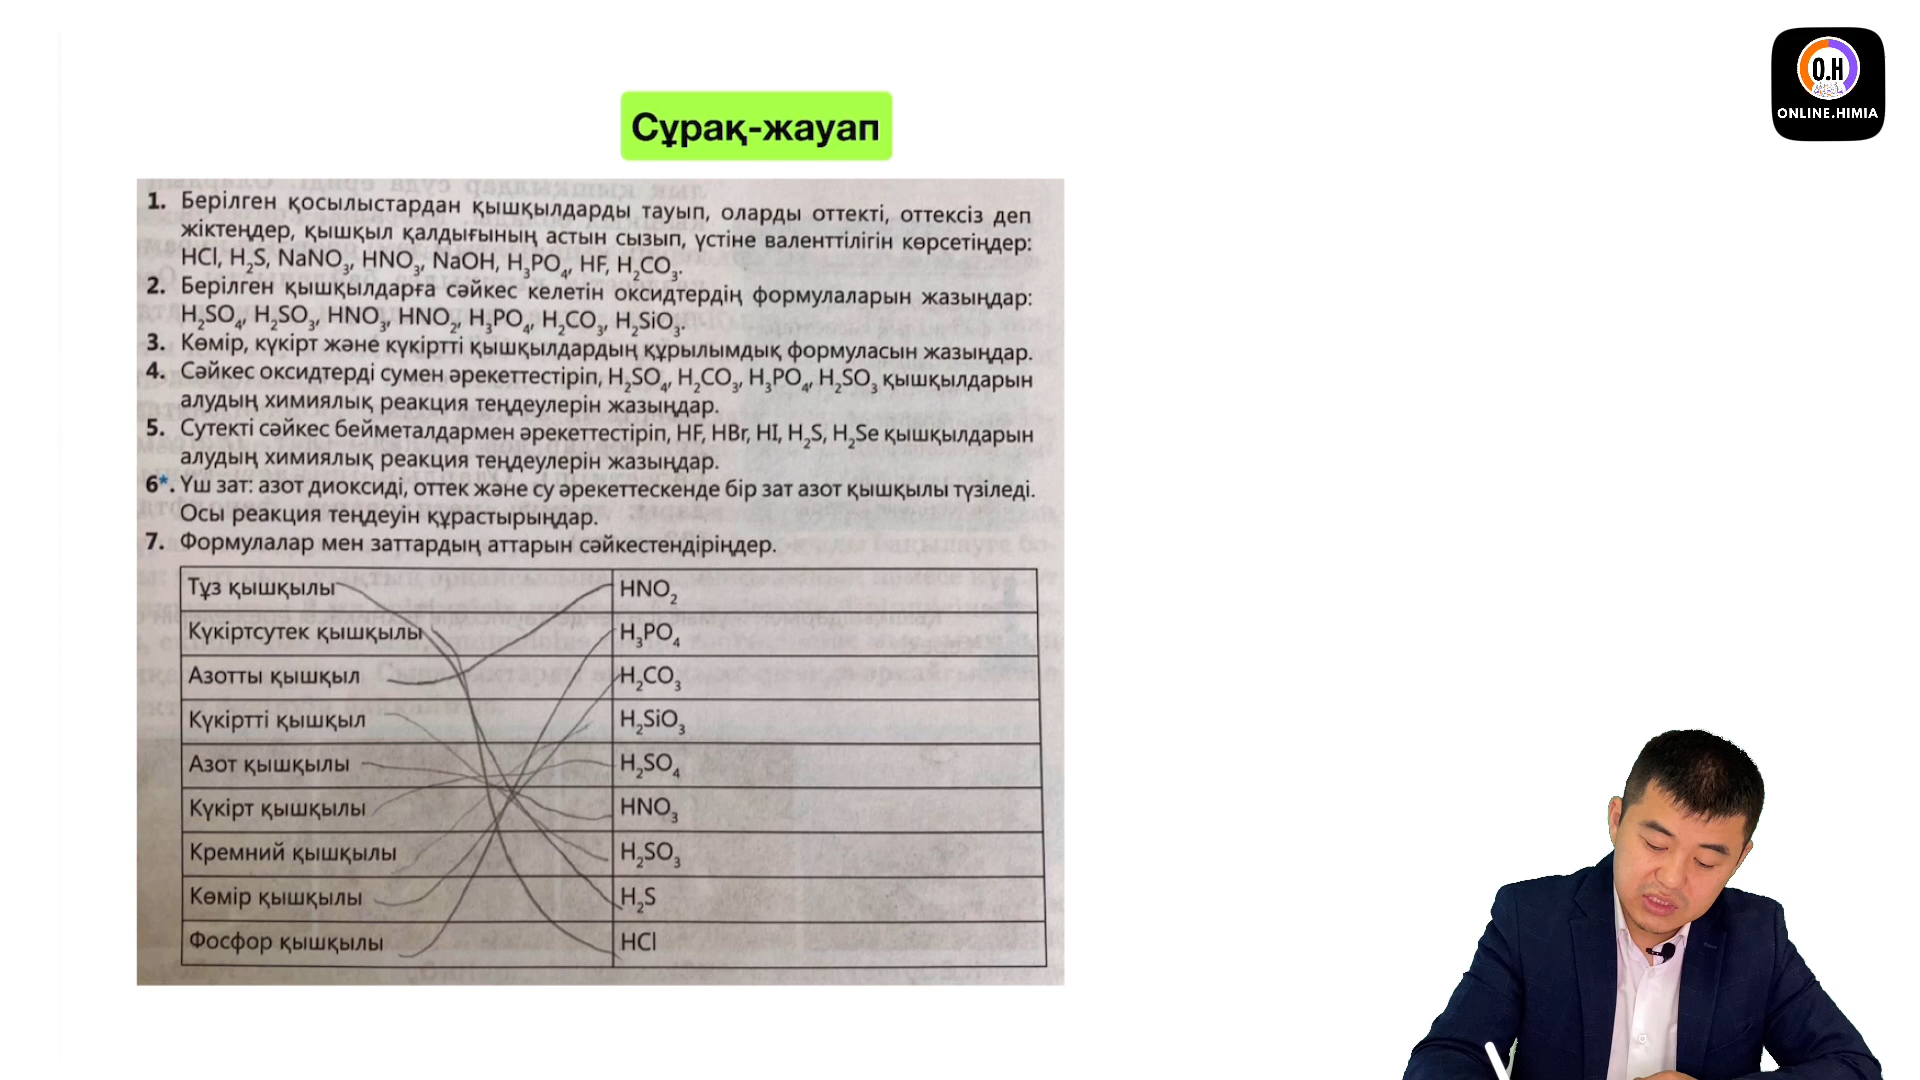 Сұрақ-жауап
O.H
ONLINE.HIMIA
1. Берілген қосылыстардан қышқылдарды тауып, оларды оттекті, оттексіз деп
жіктеңдер, қышқыл қалдығының астын сызып, үстіне валенттілігін көрсетіңдер:
HCl, H₂S, NaNO₃, HNO₃, NaOH, H₃PO₄, HF, H₂CO₃.
2. Берілген қышқылдарға сәйкес келетін оксидтердің формулаларын жазыңдар:
H₂SO₄, H₂SO₃, HNO₃, HNO₂, H₃PO₄, H₂CO₃, H₂SiO₃.
3. Көмір, күкірт және күкіртті қышқылдардың құрылымдық формуласын жазыңдар.
4. Сәйкес оксидтерді сумен әрекеттестіріп, H₂SO₄, H₂CO₃, H₃PO₄, H₂SO₃ қышқылдарын
алудың химиялық реакция теңдеулерін жазыңдар.
5. Сутекті сәйкес бейметалдармен әрекеттестіріп, HF, HBr, HI, H₂S, H₂Se қышқылдарын
алудың химиялық реакция теңдеулерін жазыңдар.
6*. Үш зат: азот диоксиді, оттек және су әрекеттескенде бір зат азот қышқылы түзіледі.
Осы реакция теңдеуін құрастырыңдар.
7. Формулалар мен заттардың аттарын сәйкестендіріңдер.
Тұз қышқылы HNO₂
Күкіртсутек қышқылы H₃PO₄
Азотты қышқыл H₂CO₃
Күкіртті қышқыл H₂SiO₃
Азот қышқылы H₂SO₄
Күкірт қышқылы HNO₃
Кремний қышқылы H₂SO₃
Көмір қышқылы H₂S
Фосфор қышқылы HCl